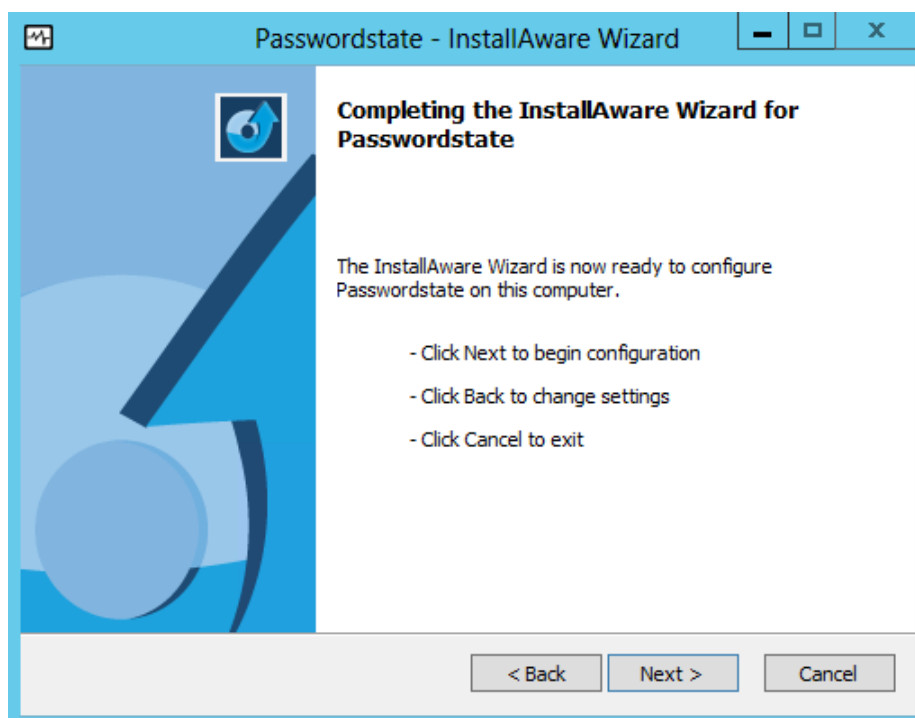 Passwordstate - InstallAware Wizard
Completing the InstallAware Wizard for
Passwordstate
The InstallAware Wizard is now ready to configure
Passwordstate on this computer.
- Click Next to begin configuration
- Click Back to change settings
- Click Cancel to exit
< Back
Next >
Cancel